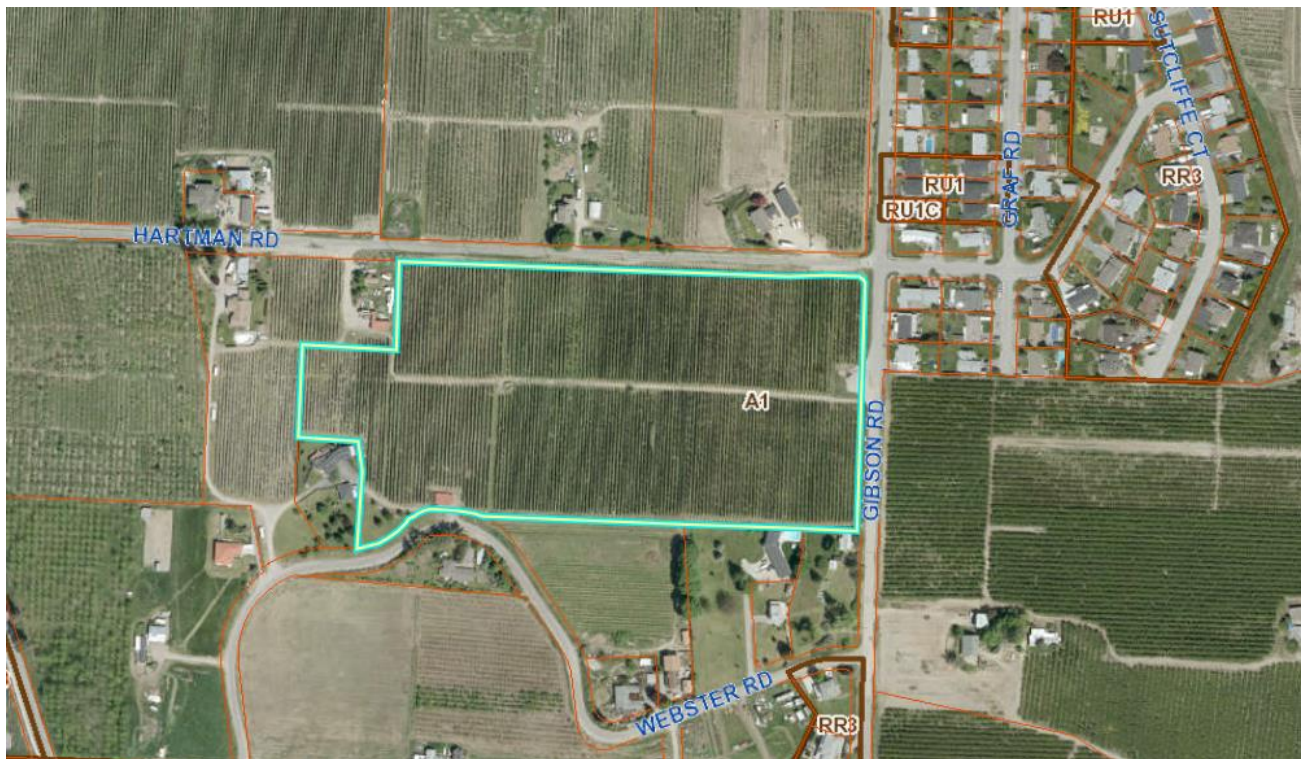 RU1
SUTCLIFFE CT
GRAF RD
RR3
RU1
RU1C
HARTMAN RD
A1
GIBSON RD
WEBSTER RD
RR3